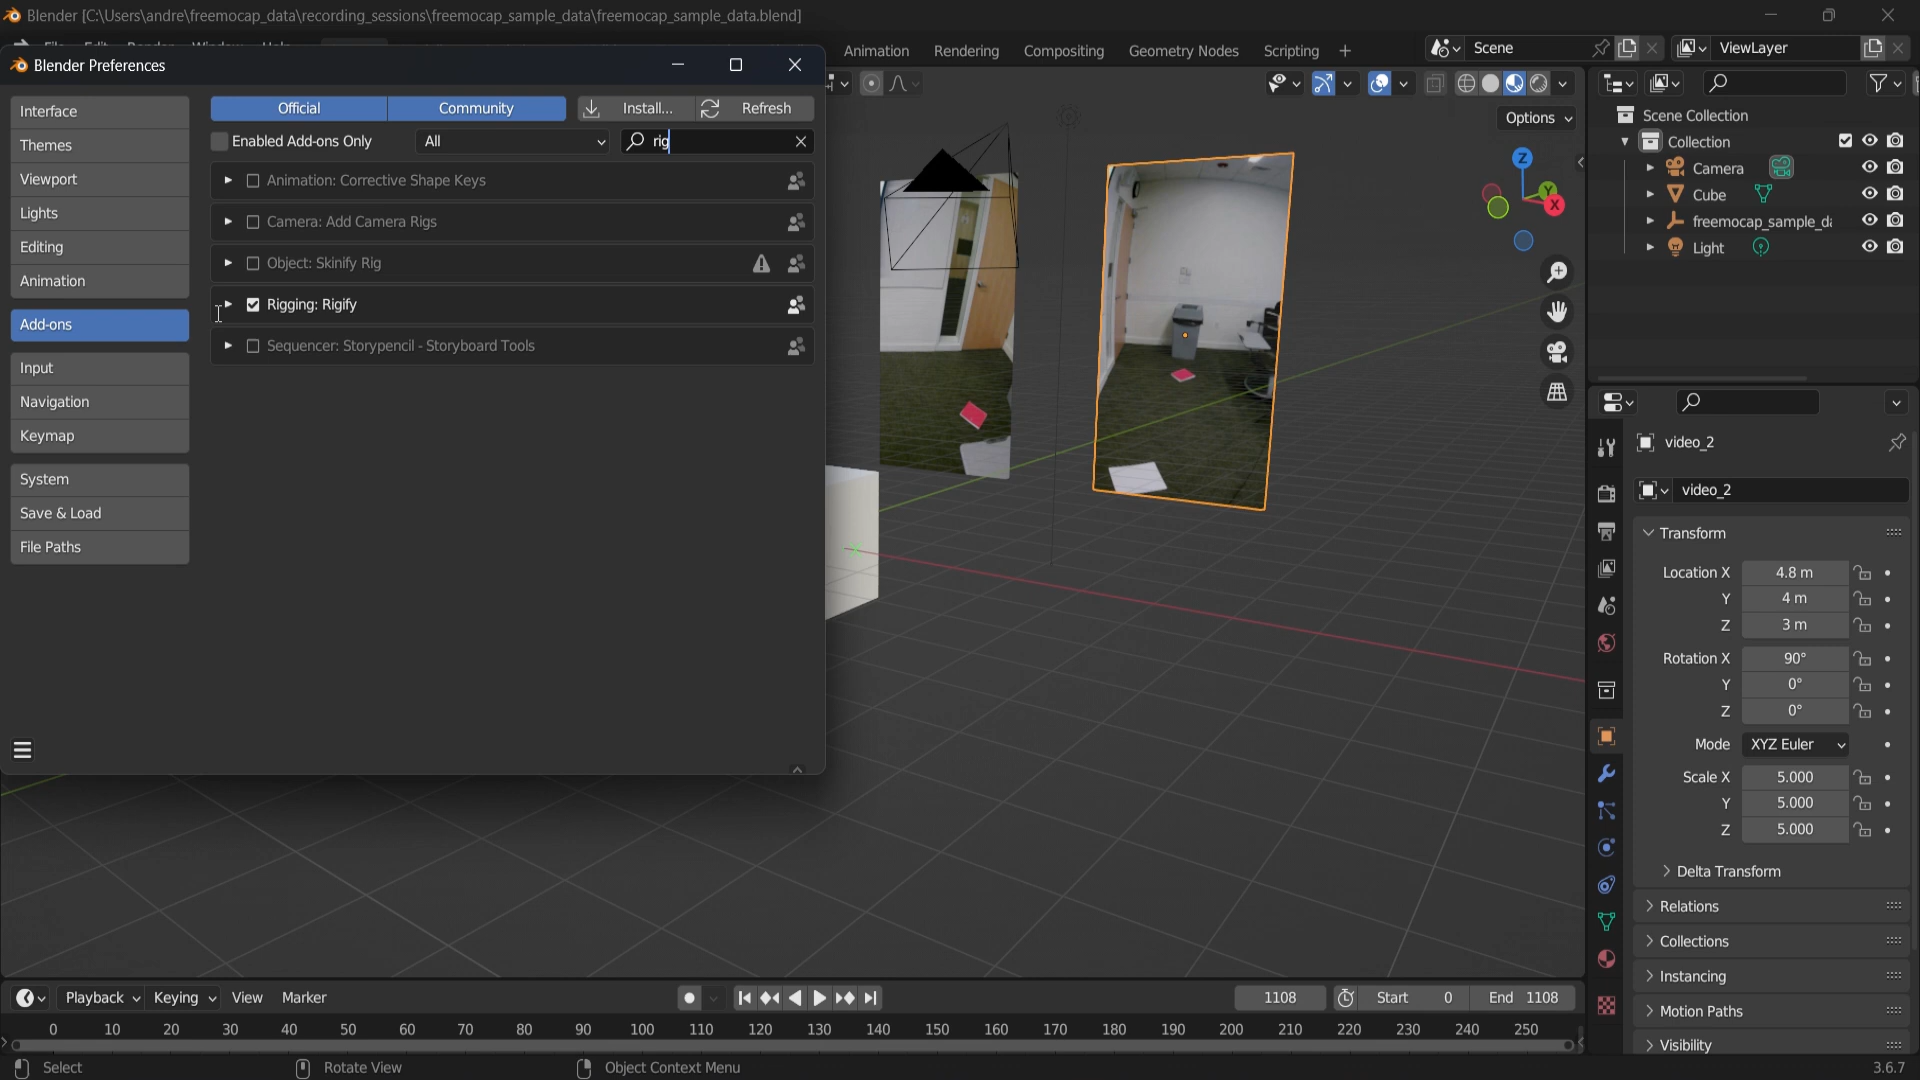 Blender [C:\Users\andre\freemocap_data\recording_sessions\freemocap_sample_data\freemocap_sample_data.blend]
Animation Rendering Compositing Geometry Nodes Scripting + Scene ViewLayer
Blender Preferences
Interface
Themes
Viewport
Lights
Editing
Animation
Add-ons
Input
Navigation
Keymap
System
Save & Load
File Paths
Official Community Install... Refresh
Enabled Add-ons Only All rig
Animation: Corrective Shape Keys
Camera: Add Camera Rigs
Object: Skinify Rig
Rigging: Rigify
Sequencer: Storypencil - Storyboard Tools
Options
Z
Y
X
Scene Collection
Collection
Camera
Cube
freemocap_sample_da
Light
video_2
video_2
Transform
Location X 4.8 m
Y 4 m
Z 3 m
Rotation X 90°
Y 0°
Z 0°
Mode XYZ Euler
Scale X 5.000
Y 5.000
Z 5.000
Delta Transform
Relations
Collections
Instancing
Motion Paths
Visibility
Playback Keying View Marker 1108 Start 0 End 1108
0 10 20 30 40 50 60 70 80 90 100 110 120 130 140 150 160 170 180 190 200 210 220 230 240 250
Select Rotate View Object Context Menu 3.6.7